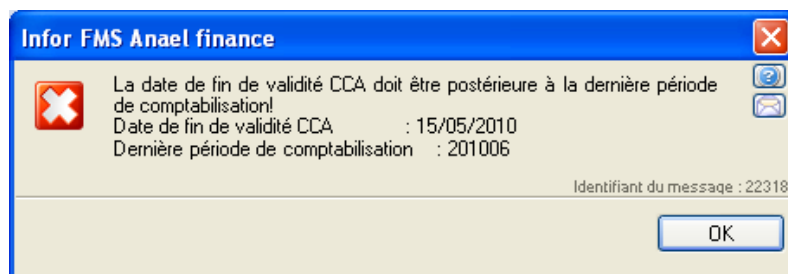 Infor FMS Anael finance
La date de fin de validité CCA doit être postérieure à la dernière période
de comptabilisation!
Date de fin de validité CCA : 15/05/2010
Dernière période de comptabilisation : 201006
Identifiant du message : 22318
OK